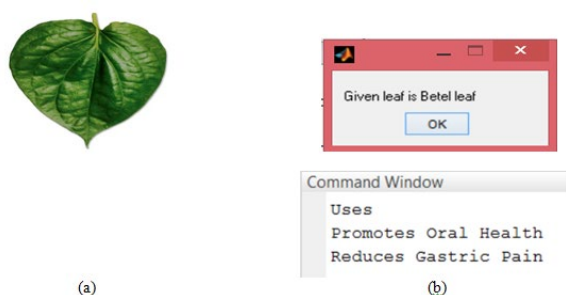 Given leaf is Betel leaf
OK
Command Window
Uses
Promotes Oral Health
Reduces Gastric Pain
(a)
(b)